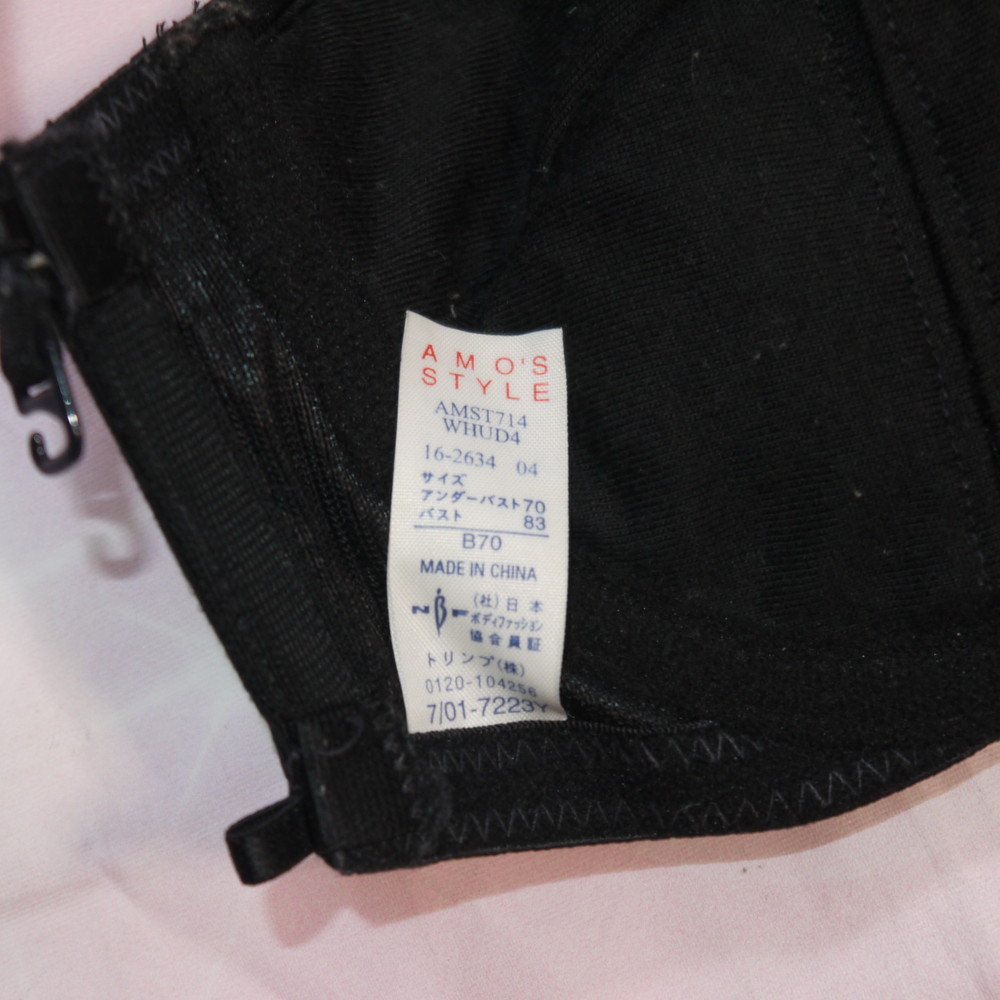 AMO'S
STYLE
AMST714
WHUD4
16-2634 04
サイズ
アンダーバスト70
バスト 83
B70
MADE IN CHINA
NBF
(社)日本
ボディファッション
協会員証
トリンプ(株)
0120-104256
7/01-7223Y